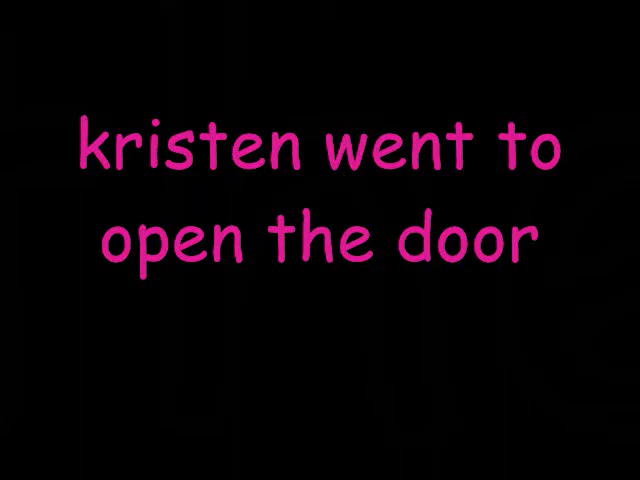 kristen went to
open the door